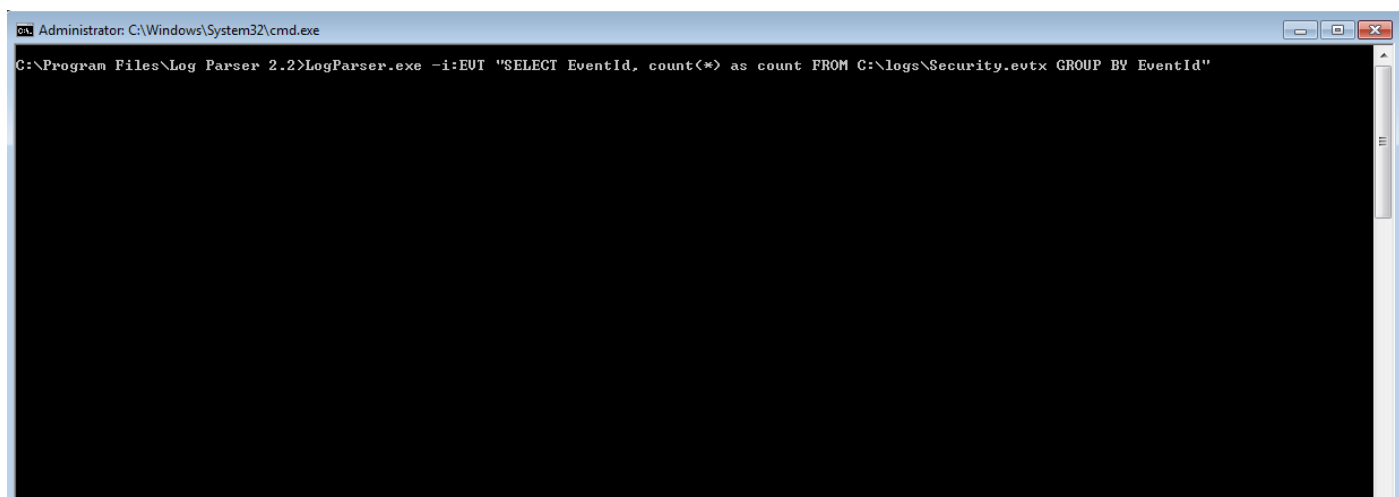 Administrator: C:\Windows\System32\cmd.exe
C:\Program Files\Log Parser 2.2>LogParser.exe -i:EVT "SELECT EventId, count(*) as count FROM C:\logs\Security.evtx GROUP BY EventId"